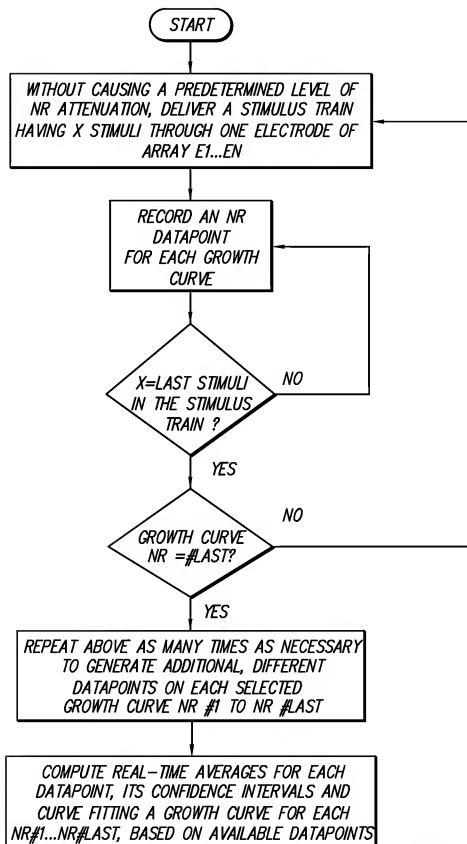 START
WITHOUT CAUSING A PREDETERMINED LEVEL OF
NR ATTENUATION, DELIVER A STIMULUS TRAIN
HAVING X STIMULI THROUGH ONE ELECTRODE OF
ARRAY E1...EN
RECORD AN NR
DATAPOINT
FOR EACH GROWTH
CURVE
X=LAST STIMULI
IN THE STIMULUS
TRAIN ?
NO
YES
GROWTH CURVE
NR =#LAST?
NO
YES
REPEAT ABOVE AS MANY TIMES AS NECESSARY
TO GENERATE ADDITIONAL, DIFFERENT
DATAPOINTS ON EACH SELECTED
GROWTH CURVE NR #1 TO NR #LAST
COMPUTE REAL-TIME AVERAGES FOR EACH
DATAPOINT, ITS CONFIDENCE INTERVALS AND
CURVE FITTING A GROWTH CURVE FOR EACH
NR#1...NR#LAST, BASED ON AVAILABLE DATAPOINTS